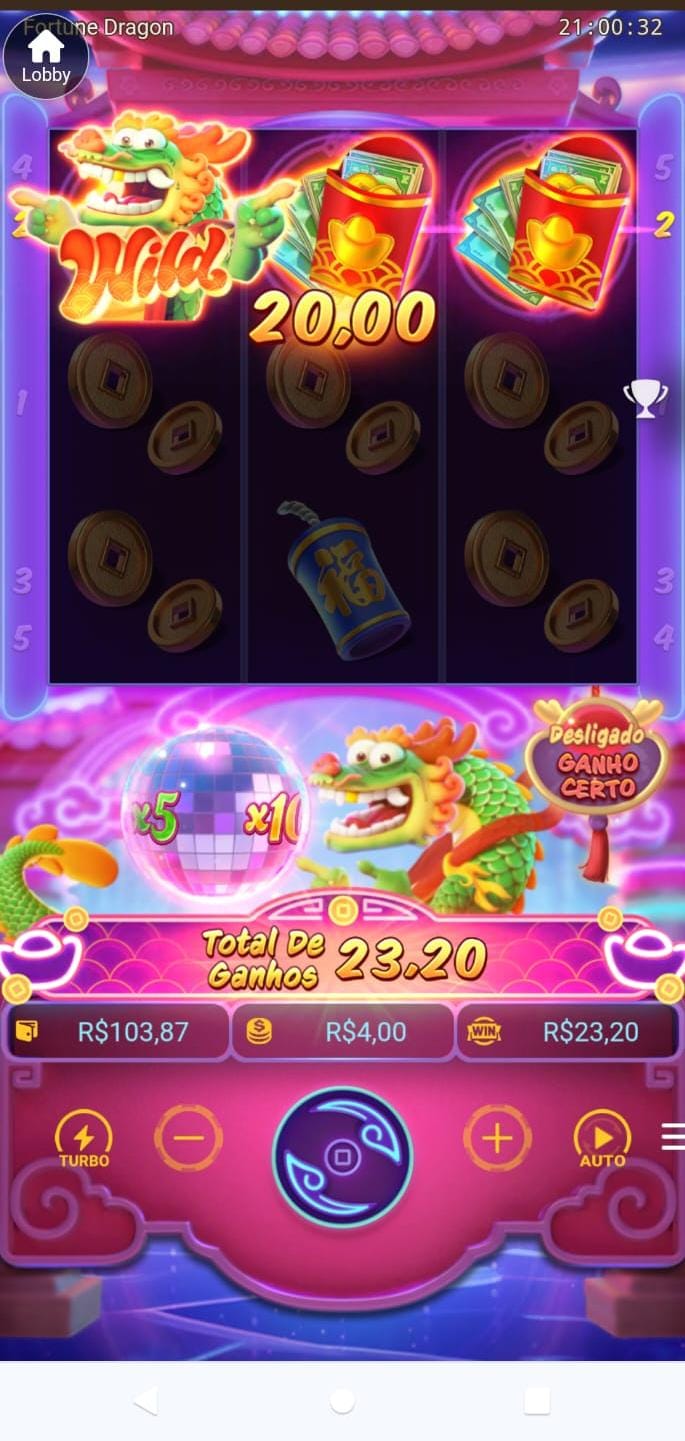 Fortune Dragon
21:00:32
Lobby
4
5
Wild
2
20,00
1
3
3
5
4
福
Desligado
GANHO
CERTO
x5
x10
Total De
Ganhos
23,20
R$103,87
R$4,00
WIN
R$23,20
TURBO
AUTO